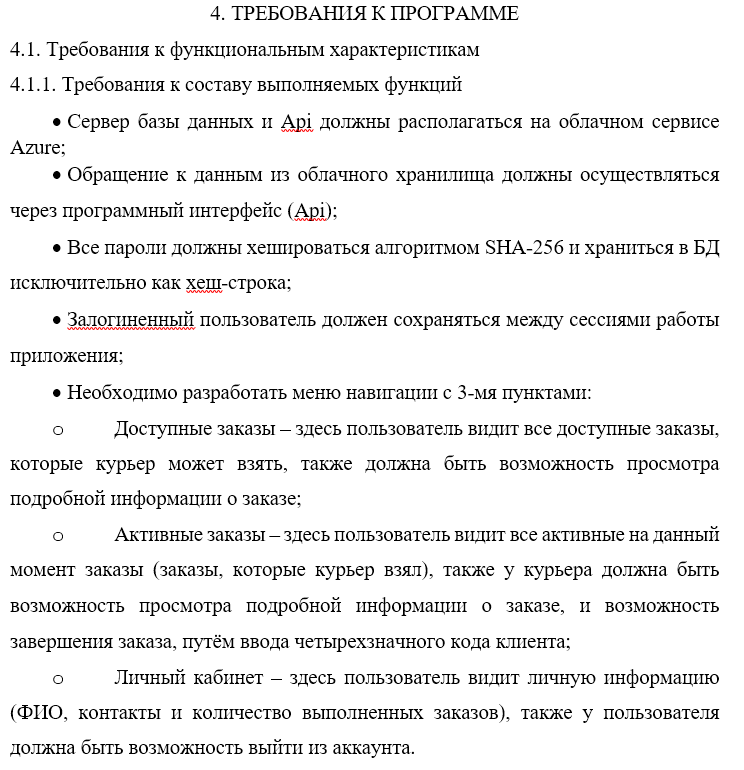 4. ТРЕБОВАНИЯ К ПРОГРАММЕ
4.1. Требования к функциональным характеристикам
4.1.1. Требования к составу выполняемых функций
• Сервер базы данных и Api должны располагаться на облачном сервисе
Azure;
• Обращение к данным из облачного хранилища должны осуществляться
через программный интерфейс (Api);
• Все пароли должны хешироваться алгоритмом SHA-256 и храниться в БД
исключительно как хеш-строка;
• Залогиненный пользователь должен сохраняться между сессиями работы
приложения;
• Необходимо разработать меню навигации с 3-мя пунктами:
o Доступные заказы – здесь пользователь видит все доступные заказы,
которые курьер может взять, также должна быть возможность просмотра
подробной информации о заказе;
o Активные заказы – здесь пользователь видит все активные на данный
момент заказы (заказы, которые курьер взял), также у курьера должна быть
возможность просмотра подробной информации о заказе, и возможность
завершения заказа, путём ввода четырехзначного кода клиента;
o Личный кабинет – здесь пользователь видит личную информацию
(ФИО, контакты и количество выполненных заказов), также у пользователя
должна быть возможность выйти из аккаунта.